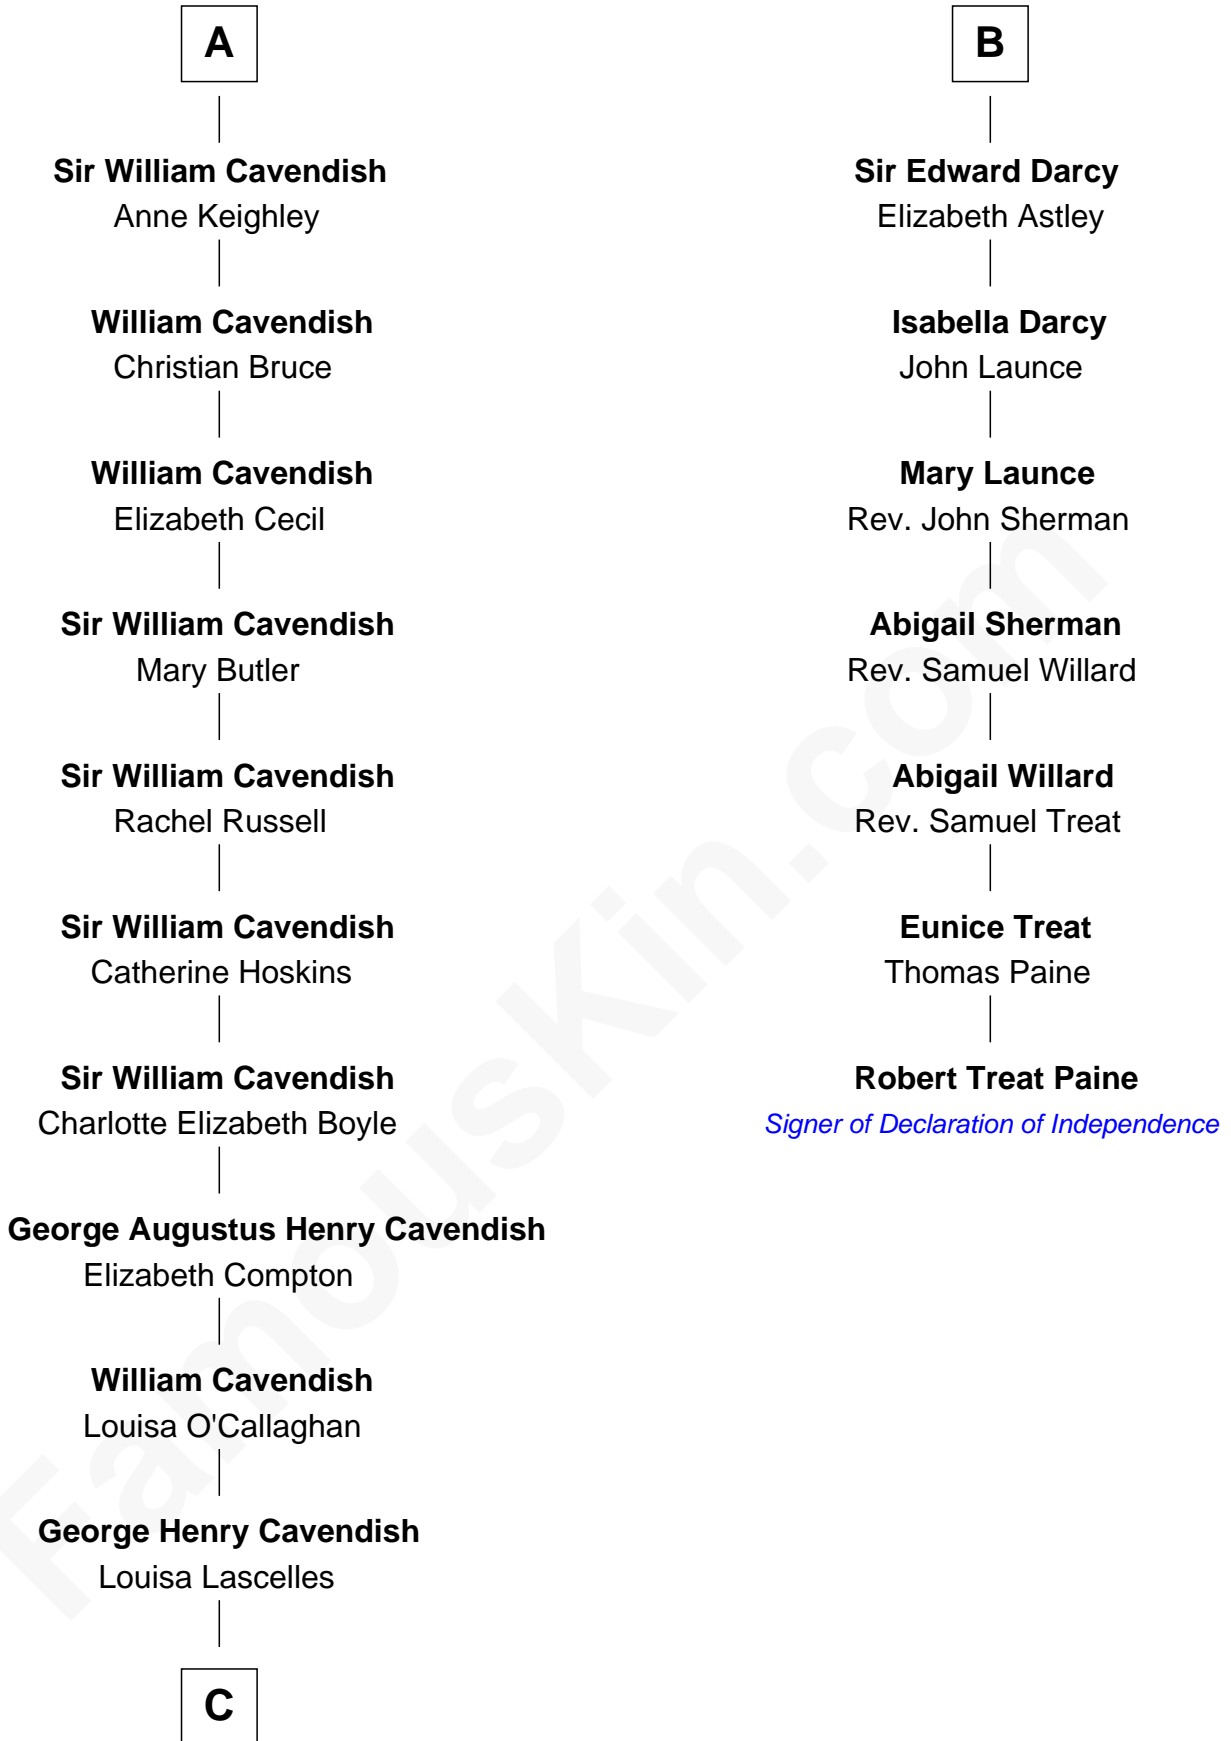 A
Sir William Cavendish
Anne Keighley
William Cavendish
Christian Bruce
William Cavendish
Elizabeth Cecil
Sir William Cavendish
Mary Butler
Sir William Cavendish
Rachel Russell
Sir William Cavendish
Catherine Hoskins
Sir William Cavendish
Charlotte Elizabeth Boyle
George Augustus Henry Cavendish
Elizabeth Compton
William Cavendish
Louisa O'Callaghan
George Henry Cavendish
Louisa Lascelles
C
B
Sir Edward Darcy
Elizabeth Astley
Isabella Darcy
John Launce
Mary Launce
Rev. John Sherman
Abigail Sherman
Rev. Samuel Willard
Abigail Willard
Rev. Samuel Treat
Eunice Treat
Thomas Paine
Robert Treat Paine
Signer of Declaration of Independence
FamousKin.com